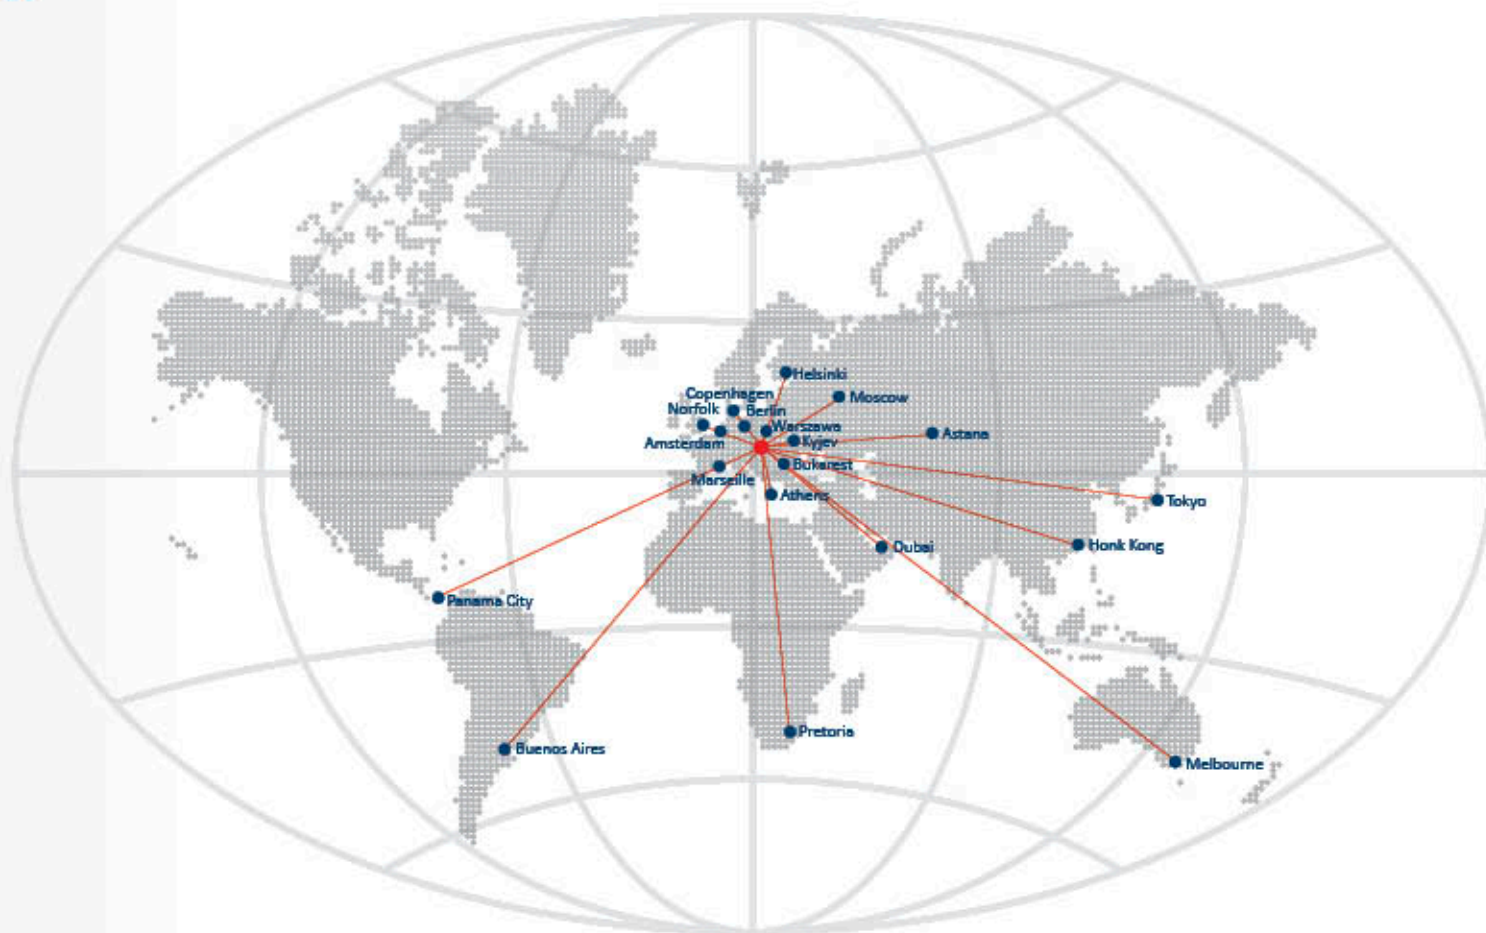 Helsinki
Copenhagen
Moscow
Norfolk
Berlin
Warszawa
Astana
Amsterdam
Kyjev
Bukarest
Marseille
Athens
Tokyo
Dubai
Honk Kong
Panama City
Pretoria
Buenos Aires
Melbourne